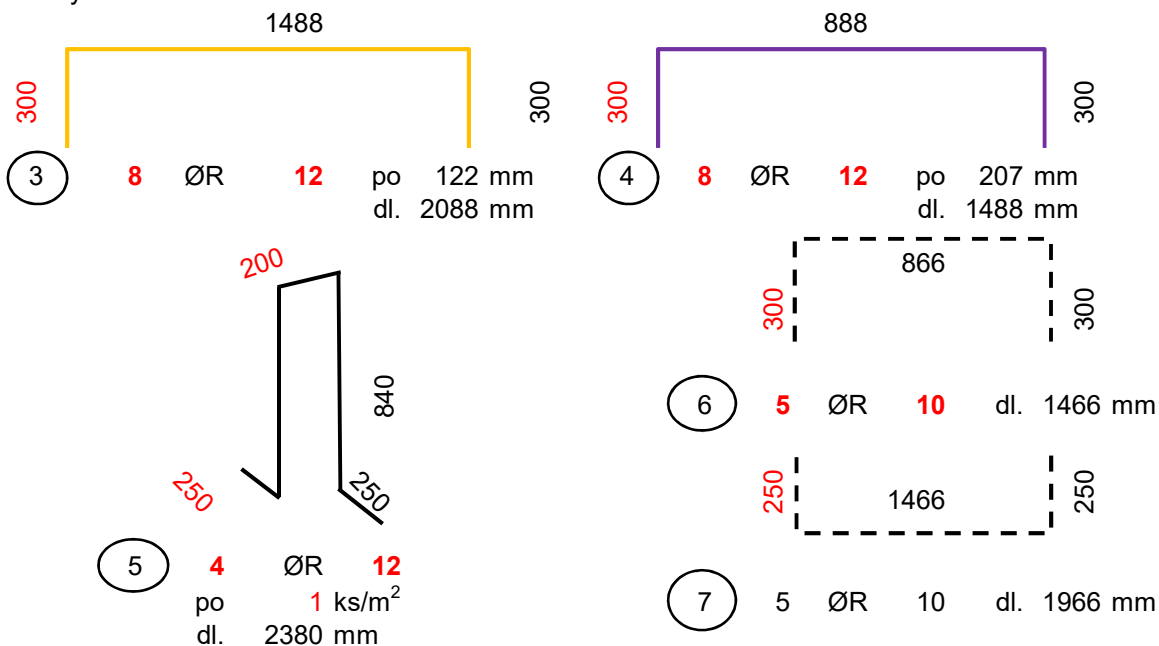 1488
300
300
3 8 ØR 12 po 122 mm
dl. 2088 mm
888
300
300
4 8 ØR 12 po 207 mm
dl. 1488 mm
200
840
250
250
5 4 ØR 12
po 1 ks/m²
dl. 2380 mm
866
300
300
6 5 ØR 10 dl. 1466 mm
250
1466
250
7 5 ØR 10 dl. 1966 mm